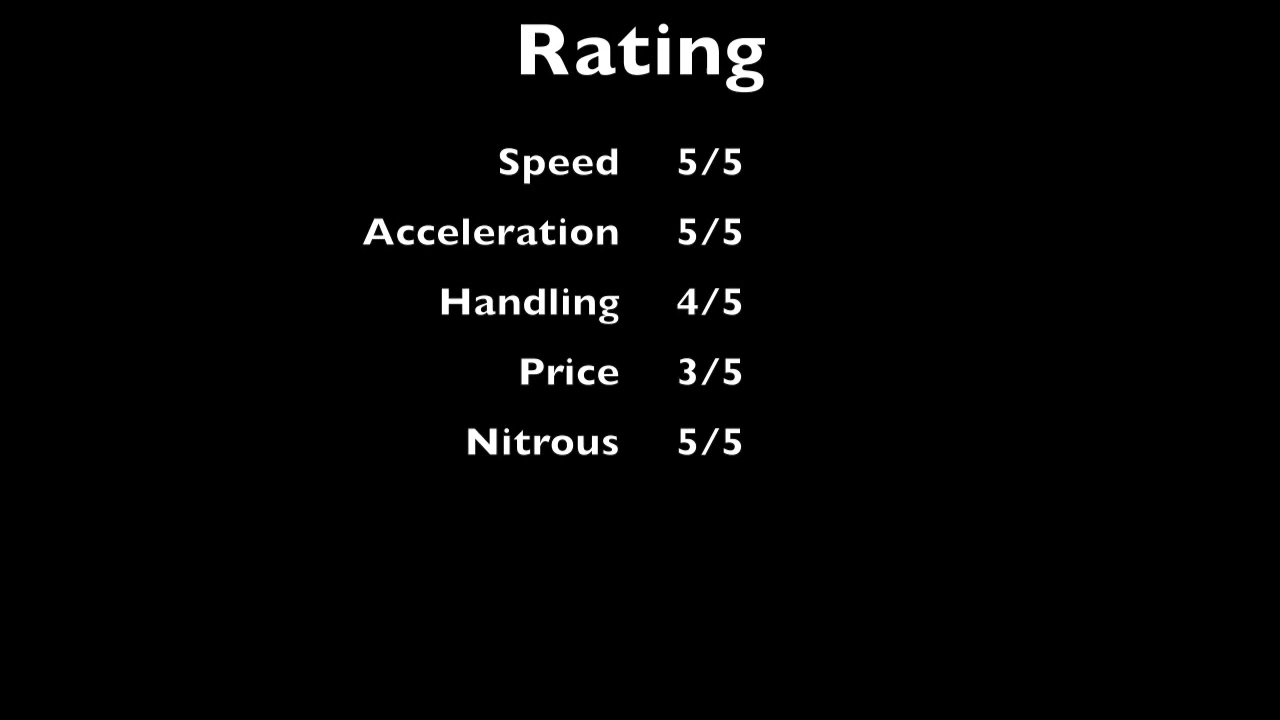 Rating
Speed 5/5
Acceleration 5/5
Handling 4/5
Price 3/5
Nitrous 5/5